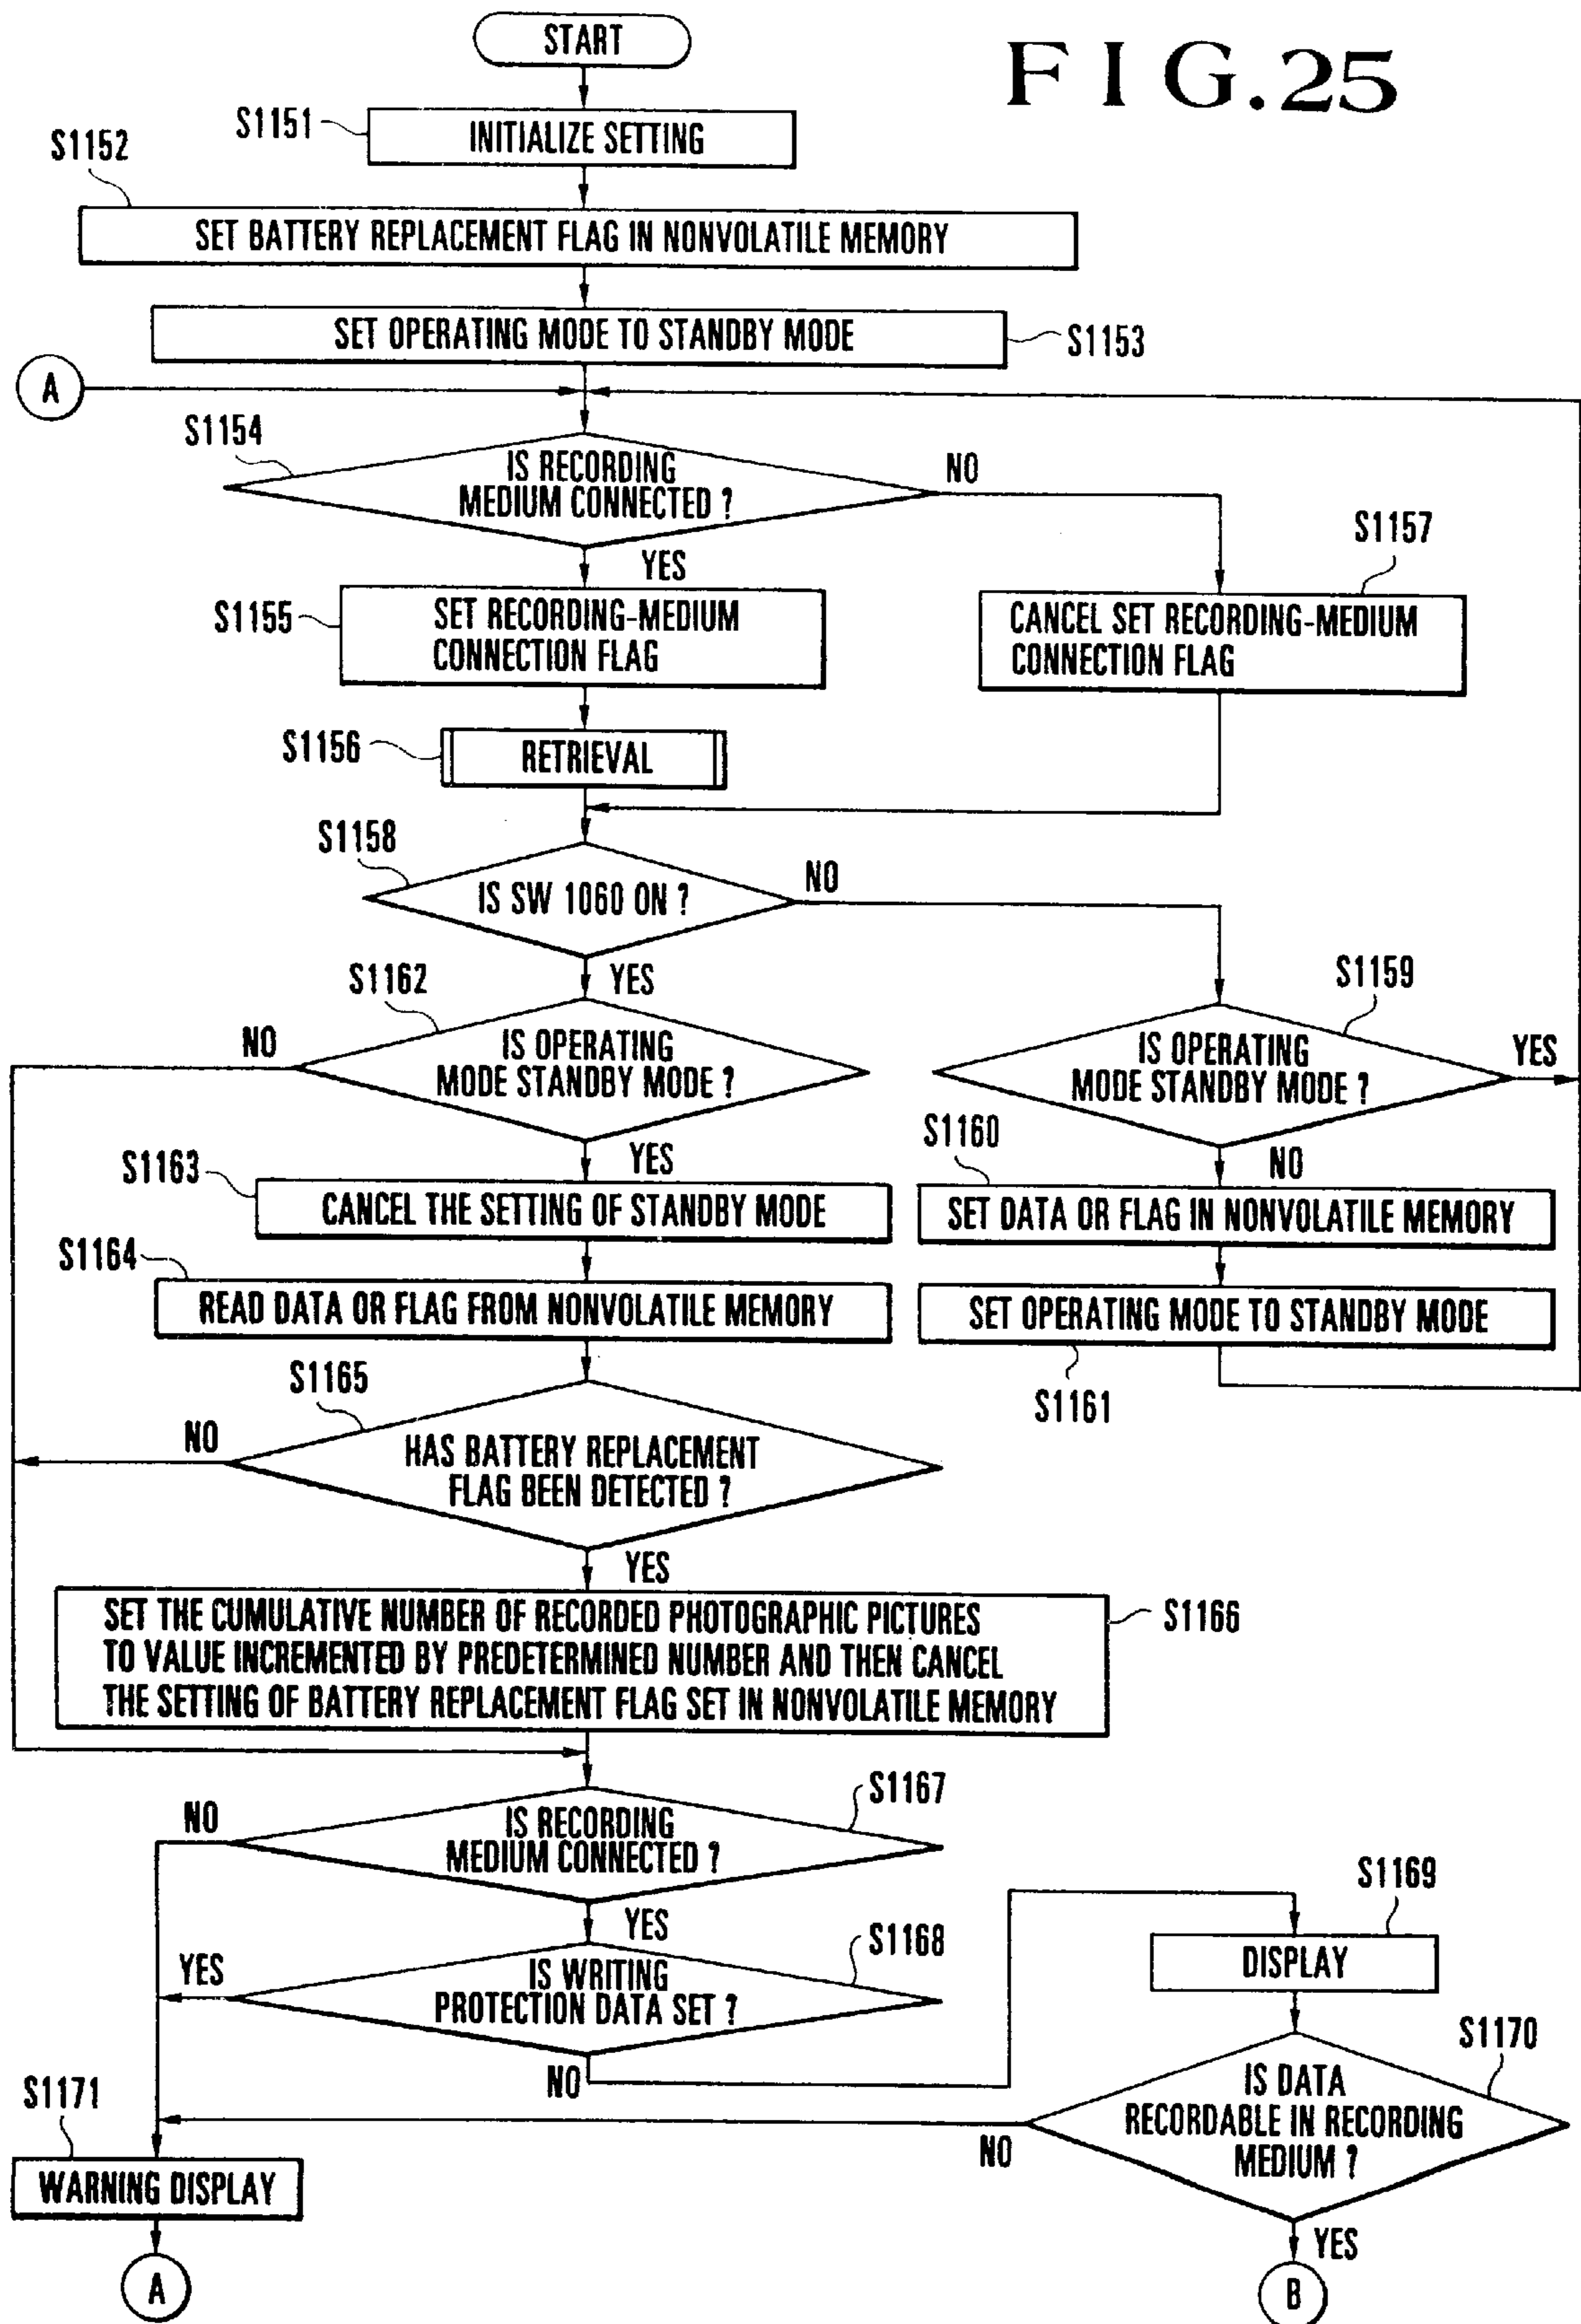 START
FIG.25
S1151
INITIALIZE SETTING
S1152
SET BATTERY REPLACEMENT FLAG IN NONVOLATILE MEMORY
SET OPERATING MODE TO STANDBY MODE
S1153
A
S1154
IS RECORDING
MEDIUM CONNECTED ?
NO
YES
S1155
SET RECORDING-MEDIUM
CONNECTION FLAG
S1157
CANCEL SET RECORDING-MEDIUM
CONNECTION FLAG
S1156
RETRIEVAL
S1158
IS SW 1060 ON ?
NO
YES
S1162
IS OPERATING
MODE STANDBY MODE ?
NO
YES
S1159
IS OPERATING
MODE STANDBY MODE ?
YES
NO
S1160
SET DATA OR FLAG IN NONVOLATILE MEMORY
S1163
CANCEL THE SETTING OF STANDBY MODE
S1164
READ DATA OR FLAG FROM NONVOLATILE MEMORY
SET OPERATING MODE TO STANDBY MODE
S1161
S1165
HAS BATTERY REPLACEMENT
FLAG BEEN DETECTED ?
NO
YES
SET THE CUMULATIVE NUMBER OF RECORDED PHOTOGRAPHIC PICTURES
TO VALUE INCREMENTED BY PREDETERMINED NUMBER AND THEN CANCEL
THE SETTING OF BATTERY REPLACEMENT FLAG SET IN NONVOLATILE MEMORY
S1166
S1167
IS RECORDING
MEDIUM CONNECTED ?
NO
YES
S1168
IS WRITING
PROTECTION DATA SET ?
YES
NO
S1169
DISPLAY
S1170
IS DATA
RECORDABLE IN RECORDING
MEDIUM ?
NO
YES
S1171
WARNING DISPLAY
A
B